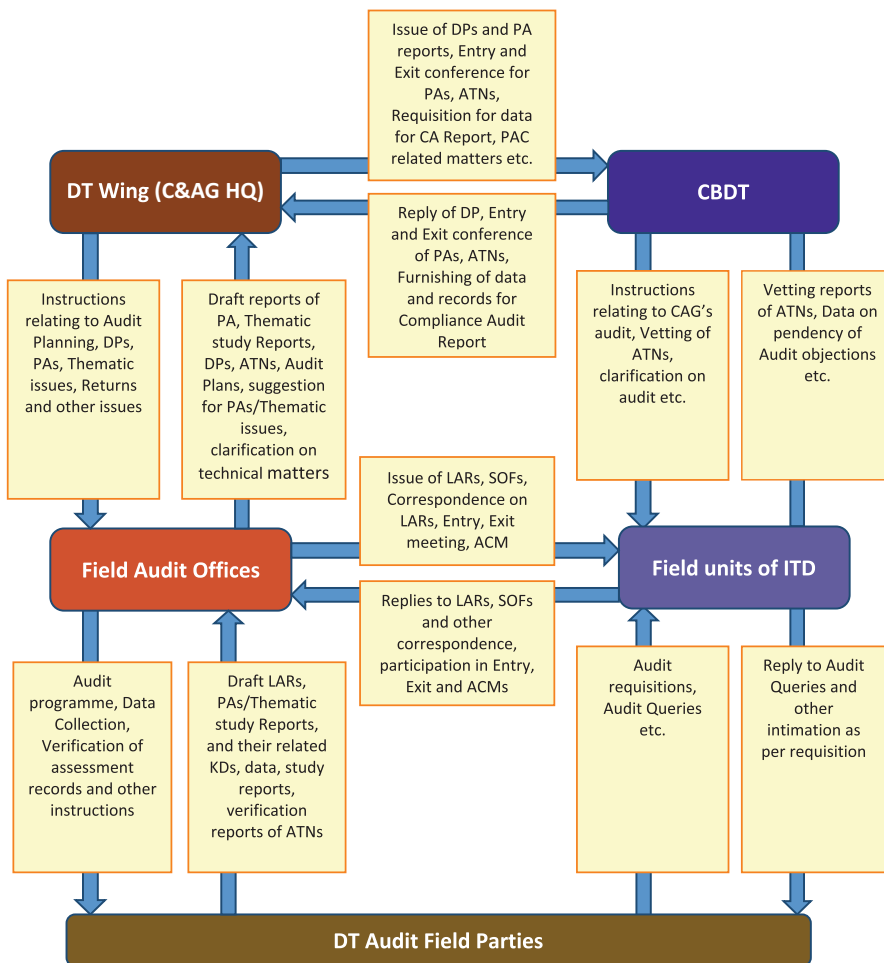 Issue of DPs and PA
reports, Entry and
Exit conference for
PAs, ATNs,
Requisition for data
for CA Report, PAC
related matters etc.
DT Wing (C&AG HQ)
CBDT
Reply of DP, Entry
and Exit conference
of PAs, ATNs,
Furnishing of data
and records for
Compliance Audit
Report
Instructions
relating to Audit
Planning, DPs,
PAs, Thematic
issues, Returns
and other issues
Draft reports of
PA, Thematic
study Reports,
DPs, ATNs, Audit
Plans, suggestion
for PAs/Thematic
issues,
clarification on
technical matters
Instructions
relating to CAG’s
audit, Vetting of
ATNs,
clarification on
audit etc.
Vetting reports
of ATNs, Data on
pendency of
Audit objections
etc.
Issue of LARs, SOFs,
Correspondence on
LARs, Entry, Exit
meeting, ACM
Field Audit Offices
Field units of ITD
Replies to LARs, SOFs
and other
correspondence,
participation in Entry,
Exit and ACMs
Audit
programme, Data
Collection,
Verification of
assessment
records and other
instructions
Draft LARs,
PAs/Thematic
study Reports,
and their related
KDs, data, study
reports,
verification
reports of ATNs
Audit
requisitions,
Audit Queries
etc.
Reply to Audit
Queries and
other
intimation as
per requisition
DT Audit Field Parties